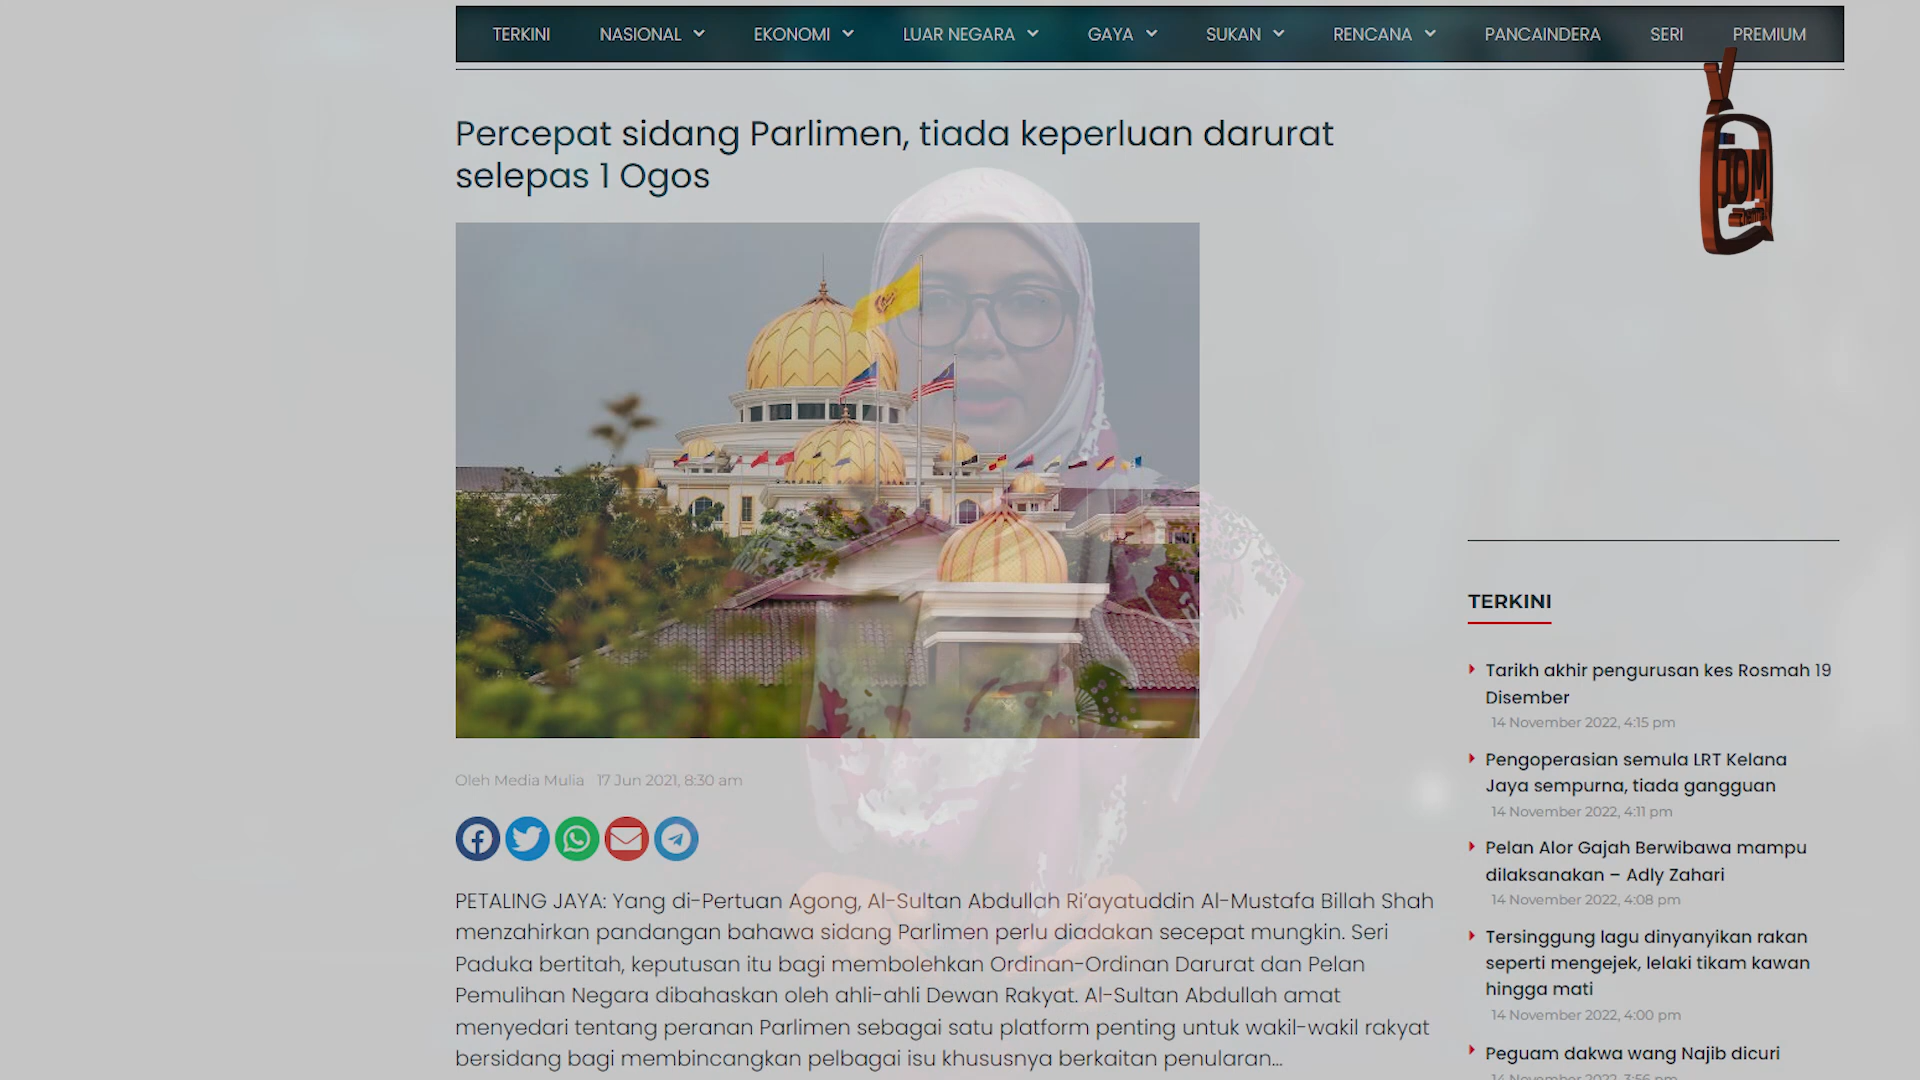 TERKINI NASIONAL EKONOMI LUAR NEGARA GAYA SUKAN RENCANA PANCAINDERA SERI PREMIUM
Percepat sidang Parlimen, tiada keperluan darurat
selepas 1 Ogos
JOM
Oleh Media Mulia 17 Jun 2021, 8:30 am
PETALING JAYA: Yang di-Pertuan Agong, Al-Sultan Abdullah Ri’ayatuddin Al-Mustafa Billah Shah
menzahirkan pandangan bahawa sidang Parlimen perlu diadakan secepat mungkin. Seri
Paduka bertitah, keputusan itu bagi membolehkan Ordinan-Ordinan Darurat dan Pelan
Pemulihan Negara dibahaskan oleh ahli-ahli Dewan Rakyat. Al-Sultan Abdullah amat
menyedari tentang peranan Parlimen sebagai satu platform penting untuk wakil-wakil rakyat
bersidang bagi membincangkan pelbagai isu khususnya berkaitan penularan...
TERKINI
Tarikh akhir pengurusan kes Rosmah 19
Disember
14 November 2022, 4:15 pm
Pengoperasian semula LRT Kelana
Jaya sempurna, tiada gangguan
14 November 2022, 4:11 pm
Pelan Alor Gajah Berwibawa mampu
dilaksanakan – Adly Zahari
14 November 2022, 4:08 pm
Tersinggung lagu dinyanyikan rakan
seperti mengejek, lelaki tikam kawan
hingga mati
14 November 2022, 4:00 pm
Peguam dakwa wang Najib dicuri
14 November 2022, 3:56 pm